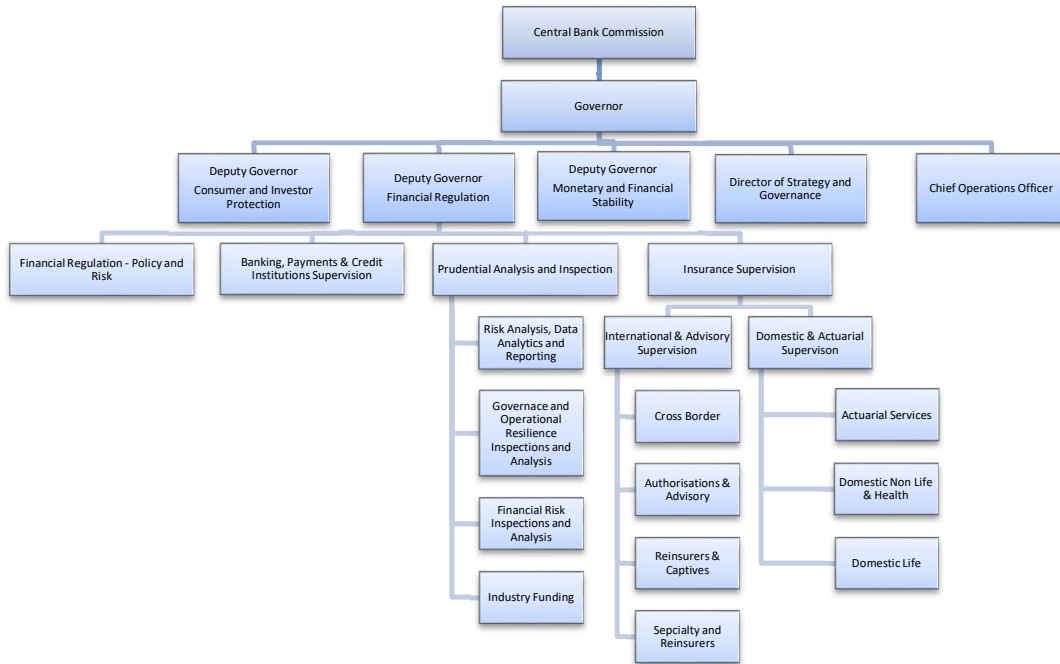 Central Bank Commission
Governor
Deputy Governor
Consumer and Investor
Protection
Deputy Governor
Financial Regulation
Deputy Governor
Monetary and Financial
Stability
Director of Strategy and
Governance
Chief Operations Officer
Financial Regulation - Policy and
Risk
Banking, Payments & Credit
Institutions Supervision
Prudential Analysis and Inspection
Insurance Supervision
Risk Analysis, Data
Analytics and
Reporting
Governace and
Operational
Resilience
Inspections and
Analysis
Financial Risk
Inspections and
Analysis
Industry Funding
International & Advisory
Supervision
Cross Border
Authorisations &
Advisory
Reinsurers &
Captives
Sepcialty and
Reinsurers
Domestic & Actuarial
Supervison
Actuarial Services
Domestic Non Life
& Health
Domestic Life